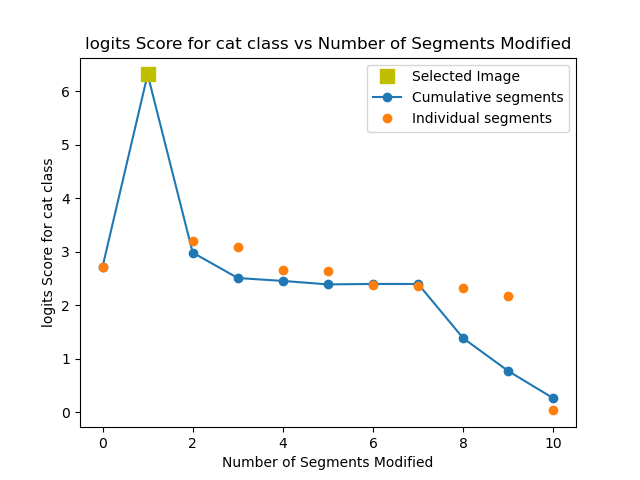 logits Score for cat class vs Number of Segments Modified
Selected Image
Cumulative segments
Individual segments
logits Score for cat class
6
5
4
3
2
1
0
0 2 4 6 8 10
Number of Segments Modified